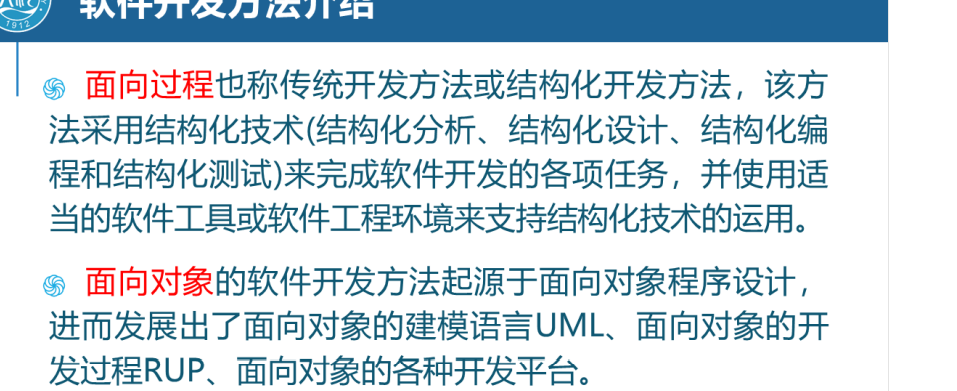 软件开发方法介绍
1912
面向过程也称传统开发方法或结构化开发方法，该方
法采用结构化技术(结构化分析、结构化设计、结构化编
程和结构化测试)来完成软件开发的各项任务，并使用适
当的软件工具或软件工程环境来支持结构化技术的运用。
面向对象的软件开发方法起源于面向对象程序设计，
进而发展出了面向对象的建模语言UML、面向对象的开
发过程RUP、面向对象的各种开发平台。